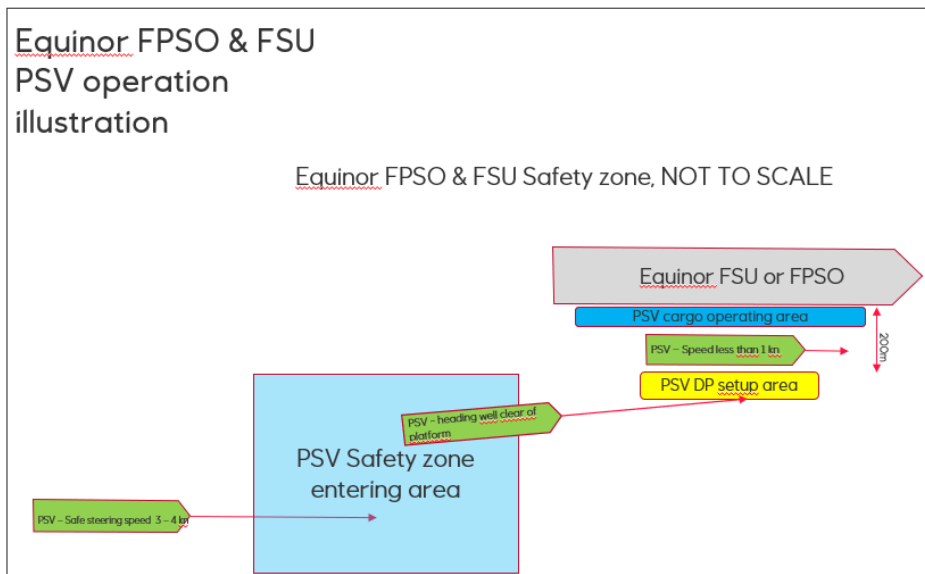 Equinor FPSO & FSU
PSV operation
illustration
Equinor FPSO & FSU Safety zone, NOT TO SCALE
Equinor FSU or FPSO
PSV cargo operating area
PSV – Speed less than 1 kn
200m
PSV DP setup area
PSV – heading well clear of
platform
PSV Safety zone
entering area
PSV – Safe steering speed 3 – 4 kn